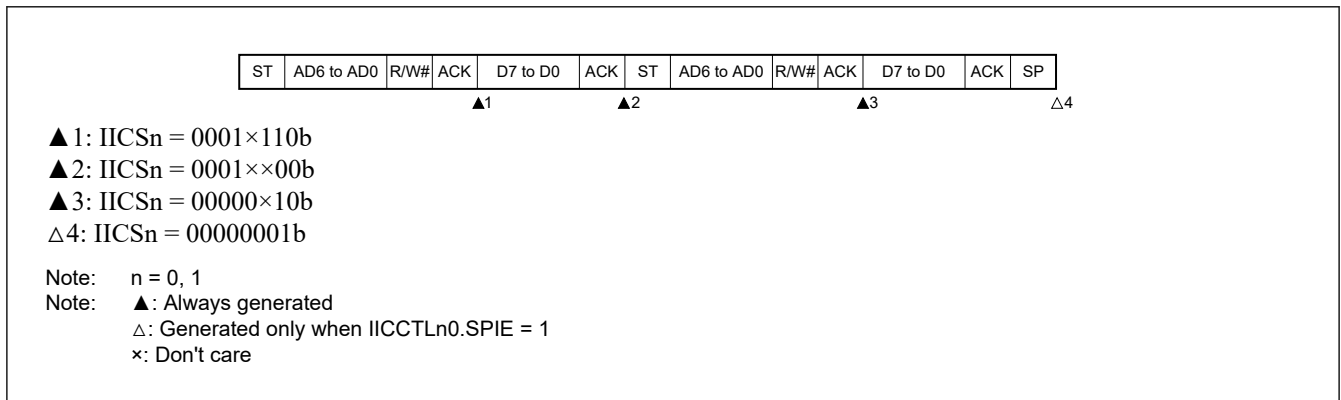 ST AD6 to AD0 R/W# ACK D7 to D0 ACK ST AD6 to AD0 R/W# ACK D7 to D0 ACK SP
▲1 ▲2 ▲3 △4
▲1: IICSn = 0001×110b
▲2: IICSn = 0001××00b
▲3: IICSn = 00000×10b
△4: IICSn = 00000001b
Note: n = 0, 1
Note: ▲: Always generated
△: Generated only when IICCTLn0.SPIE = 1
×: Don't care